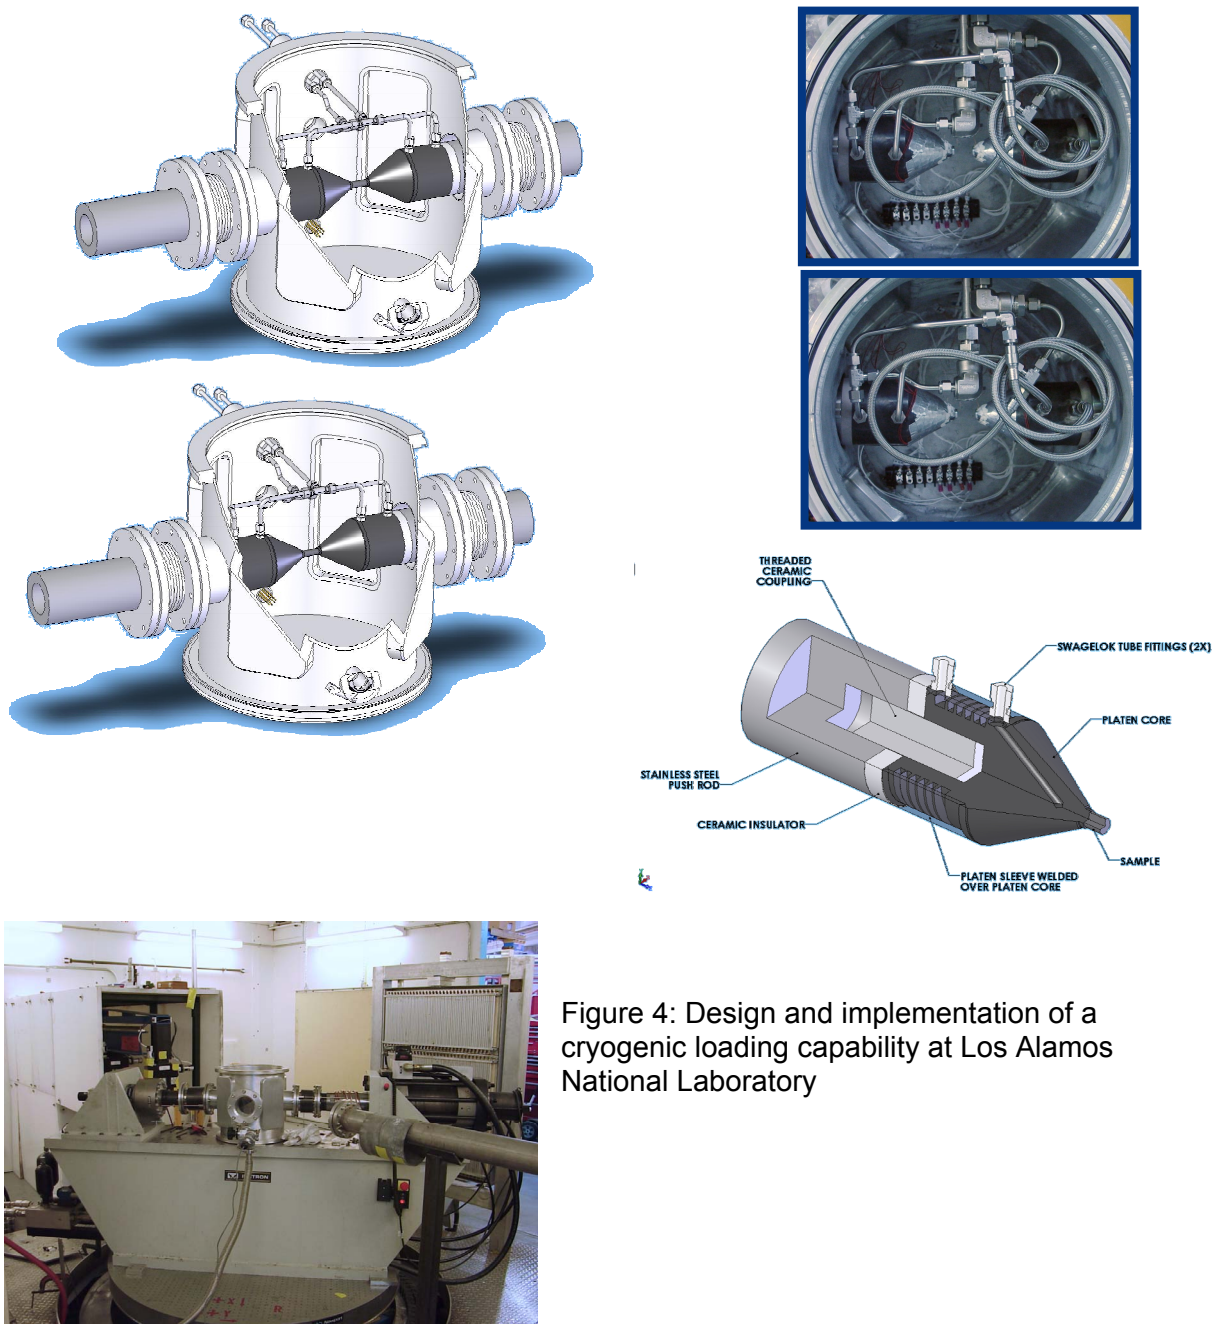 THREADED
CERAMIC
COUPLING
SWAGELOK TUBE FITTINGS (2X)
PLATEN CORE
STAINLESS STEEL
PUSH ROD
CERAMIC INSULATOR
SAMPLE
PLATEN SLEEVE WELDED
OVER PLATEN CORE
Figure 4: Design and implementation of a
cryogenic loading capability at Los Alamos
National Laboratory
+X
R
+Y